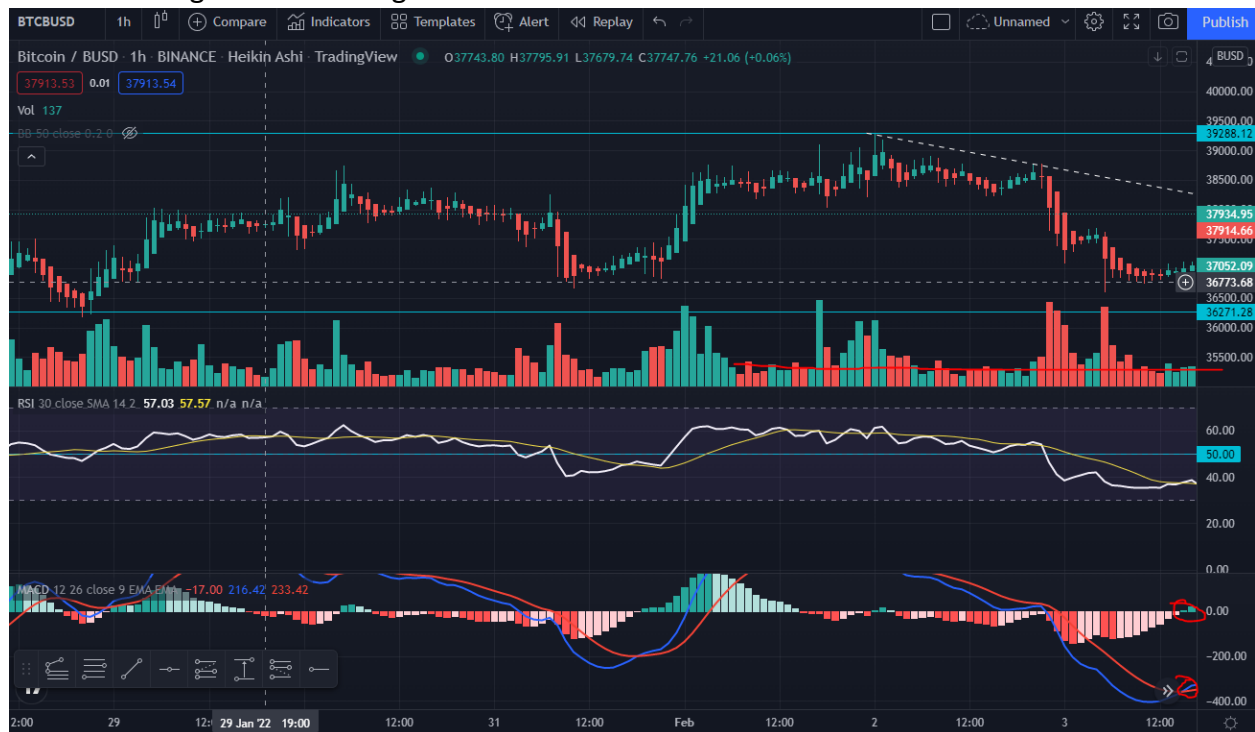 BTCBUSD 1h Compare Indicators Templates Alert Replay Unnamed Publish
Bitcoin / BUSD · 1h · BINANCE · Heikin Ashi · TradingView O37743.80 H37795.91 L37679.74 C37747.76 +21.06 (+0.06%)
BUSD
37913.53 0.01 37913.54
40000.00
Vol 137
39500.00
BB 50 close 0.2 0
39288.12
39000.00
38500.00
37934.95
37914.66
37500.00
37052.09
36773.68
36500.00
36271.28
36000.00
35500.00
RSI 30 close SMA 14 2 57.03 57.57 n/a n/a
60.00
50.00
40.00
20.00
0.00
MACD 12 26 close 9 EMA EMA −17.00 216.42 233.42
0.00
−200.00
−400.00
2:00 29 12: 29 Jan '22 19:00 12:00 31 12:00 Feb 12:00 2 12:00 3 12:00